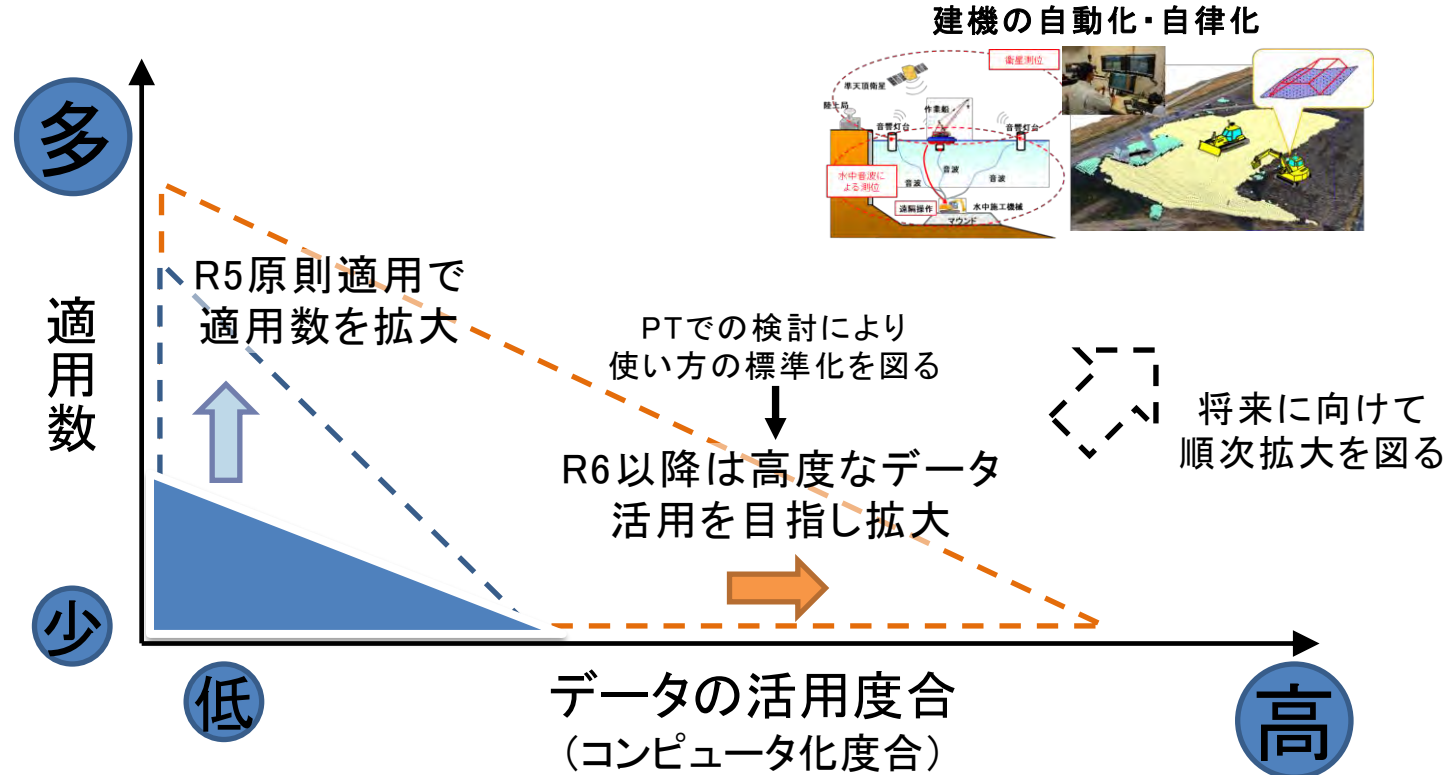 建機の自動化・自律化
衛星測位
準天頂衛星
陸上局
作業船
音響灯台
音響灯台
水中音波に
よる測位
音波
音波
音波
遠隔操作
水中施工機械
マウンド
多
適用数
少
R5原則適用で
適用数を拡大
PTでの検討により
使い方の標準化を図る
R6以降は高度なデータ
活用を目指し拡大
将来に向けて
順次拡大を図る
低
データの活用度合
（コンピュータ化度合）
高